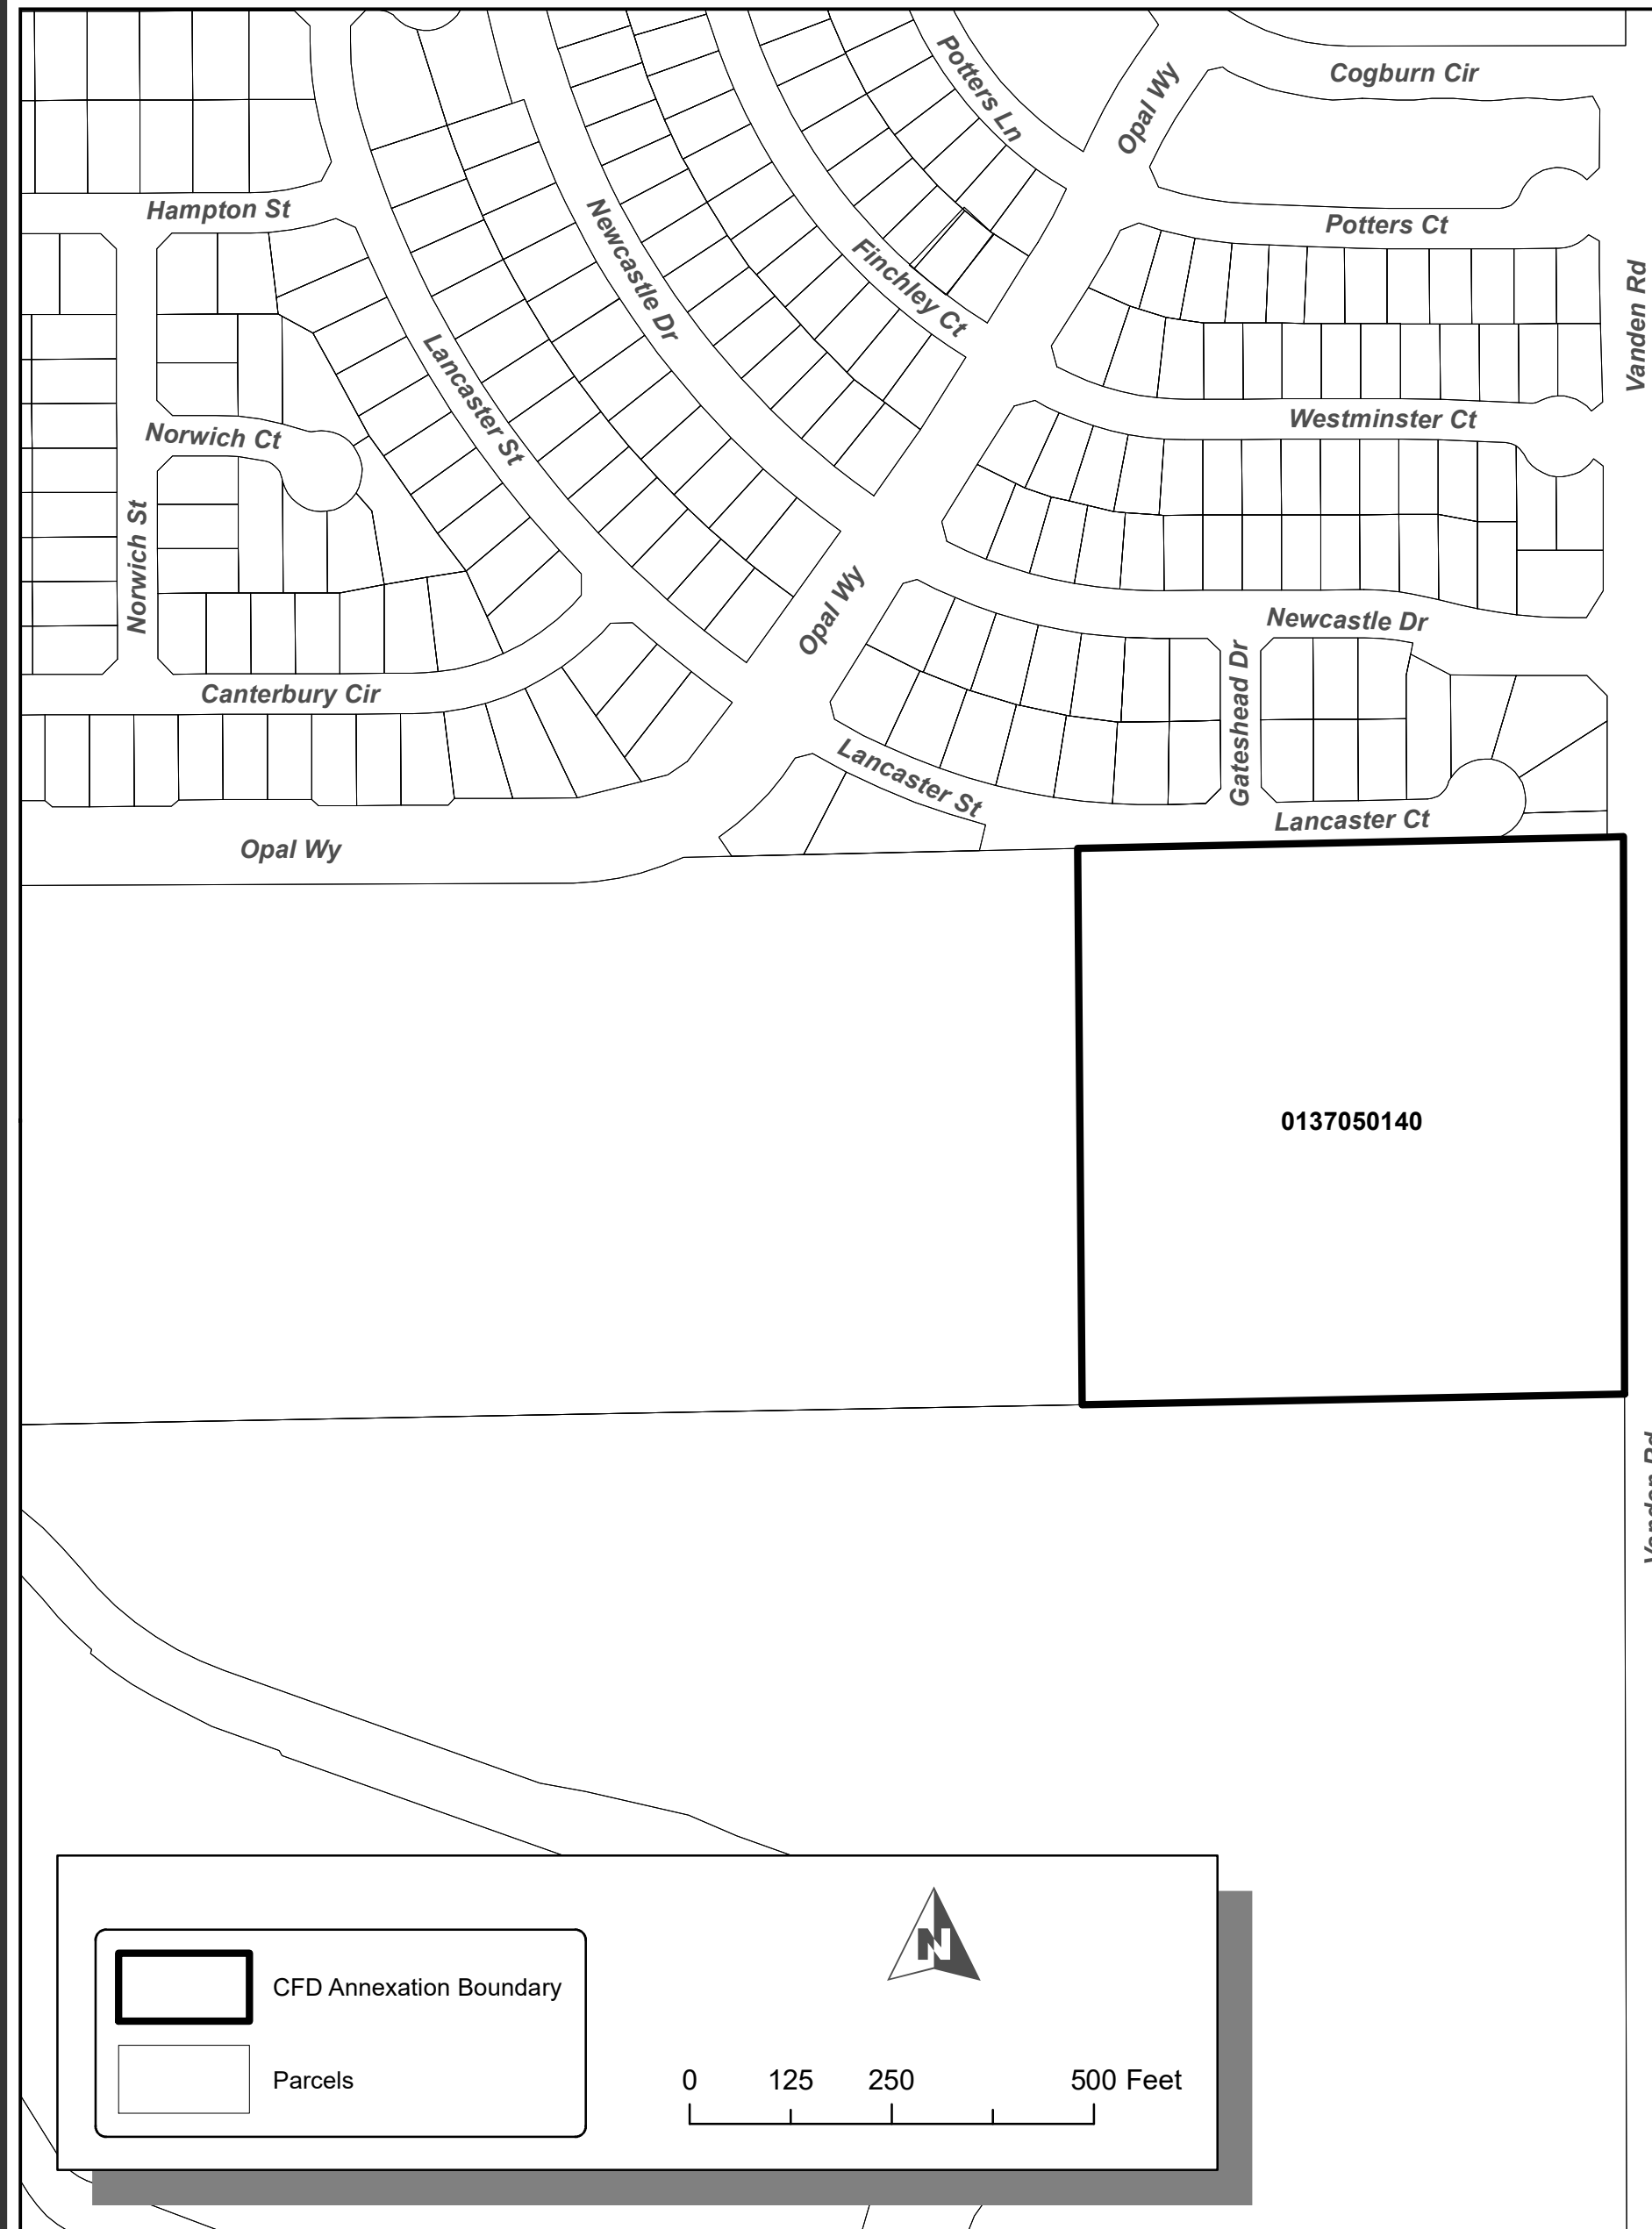 Potters Ln
Opal Wy
Cogburn Cir
Hampton St
Newcastle Dr
Finchley Ct
Potters Ct
Vanden Rd
Lancaster St
Westminster Ct
Norwich Ct
Norwich St
Opal Wy
Newcastle Dr
Gateshead Dr
Canterbury Cir
Lancaster St
Lancaster Ct
Opal Wy
0137050140
Vanden Rd
N
CFD Annexation Boundary
Parcels
0 125 250 500 Feet